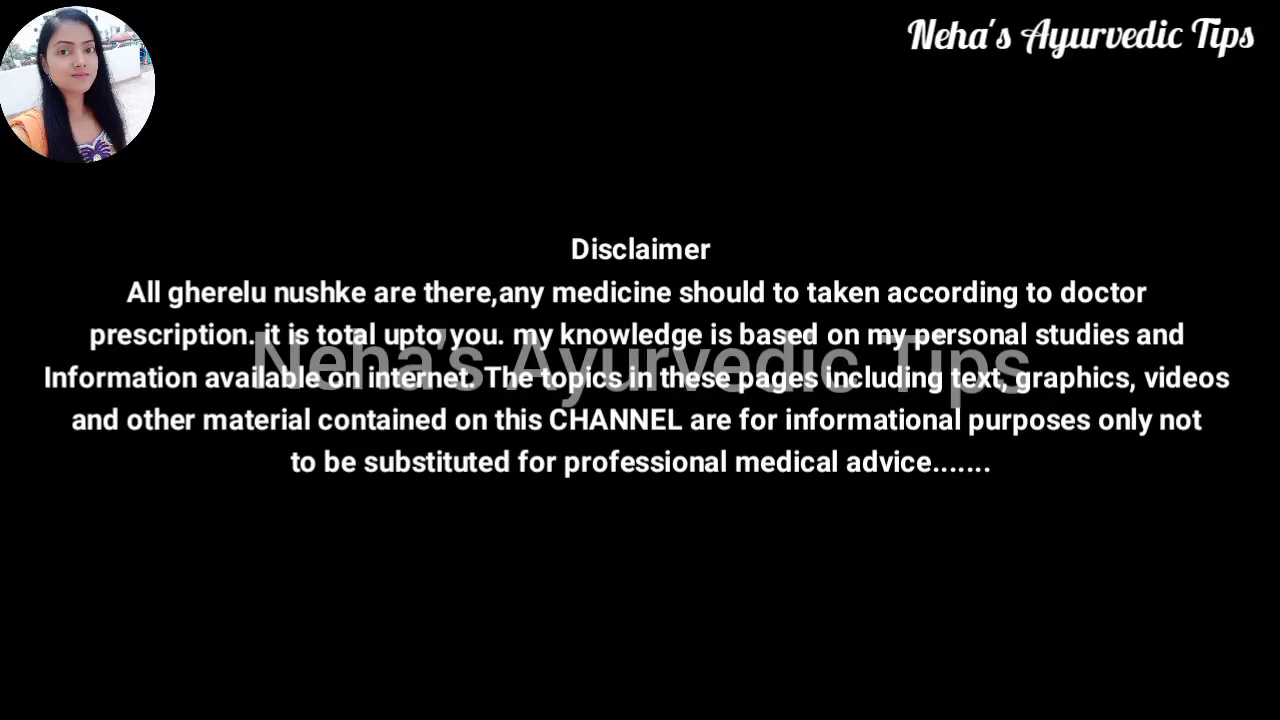 Neha's Ayurvedic Tips
Disclaimer
All gherelu nushke are there,any medicine should to taken according to doctor
prescription. it is total upto you. my knowledge is based on my personal studies and
Neha's Ayurvedic Tips
Information available on internet. The topics in these pages including text, graphics, videos
and other material contained on this CHANNEL are for informational purposes only not
to be substituted for professional medical advice.......